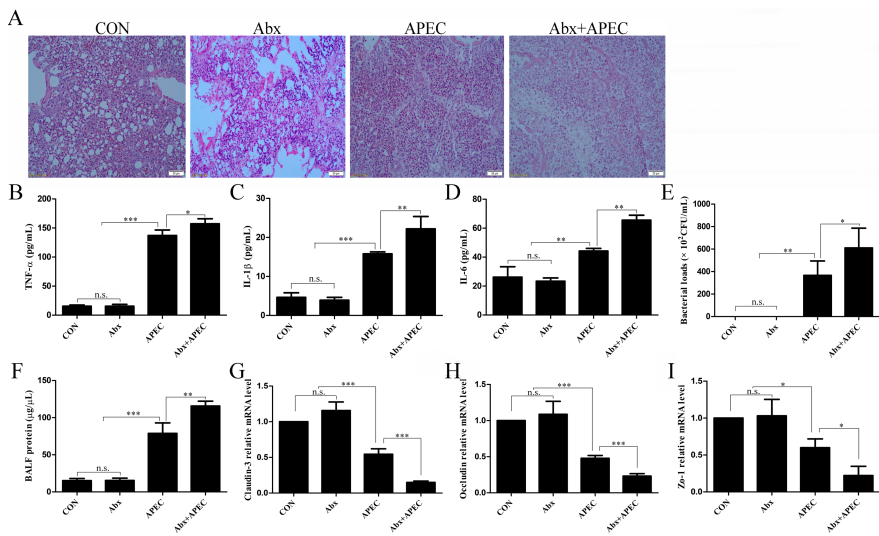 A
CON
Abx
APEC
Abx+APEC
B
TNF-α (pg/mL)
200
150
100
50
0
n.s.
***
*
CON
Abx
APEC
Abx+APEC
C
IL-1β (pg/mL)
30
20
10
0
n.s.
***
**
CON
Abx
APEC
Abx+APEC
D
IL-6 (pg/mL)
80
60
40
20
0
n.s.
**
**
CON
Abx
APEC
Abx+APEC
E
Bacterial loads (× 10²CFU/mL)
1000
800
600
400
200
0
n.s.
**
*
CON
Abx
APEC
Abx+APEC
F
BALF protein (μg/μL)
150
100
50
0
n.s.
***
**
CON
Abx
APEC
Abx+APEC
G
Claudin-3 relative mRNA level
1.5
1.0
0.5
0.0
n.s.
***
***
CON
Abx
APEC
Abx+APEC
H
Occludin relative mRNA level
1.5
1.0
0.5
0.0
n.s.
***
***
CON
Abx
APEC
Abx+APEC
I
Zo-1 relative mRNA level
1.5
1.0
0.5
0.0
n.s.
*
*
CON
Abx
APEC
Abx+APEC